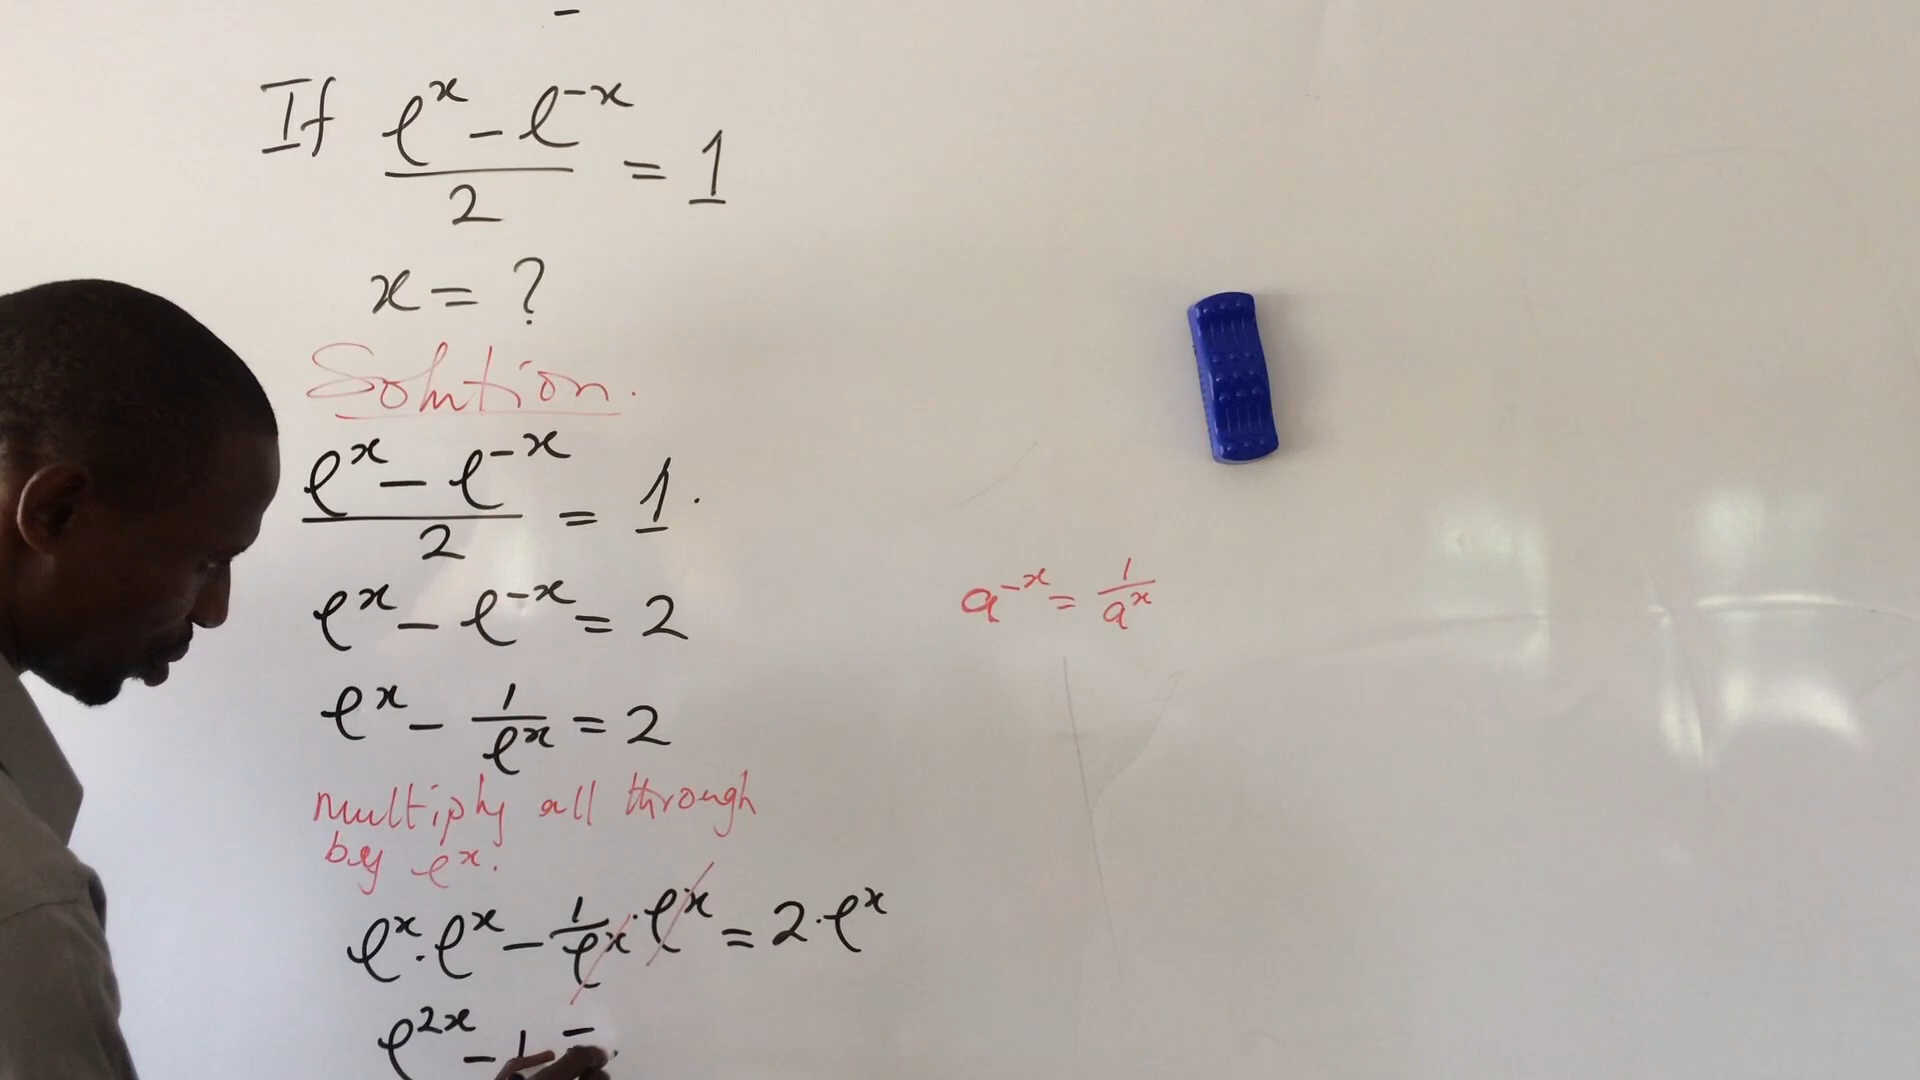 If (e^x - e^-x)/2 = 1
x = ?
Solution.
(e^x - e^-x)/2 = 1.
e^x - e^-x = 2
a^-x = 1/a^x
e^x - 1/e^x = 2
multiply all through
by e^x.
e^x · e^x - 1/e^x · e^x = 2 · e^x
e^2x - 1 =